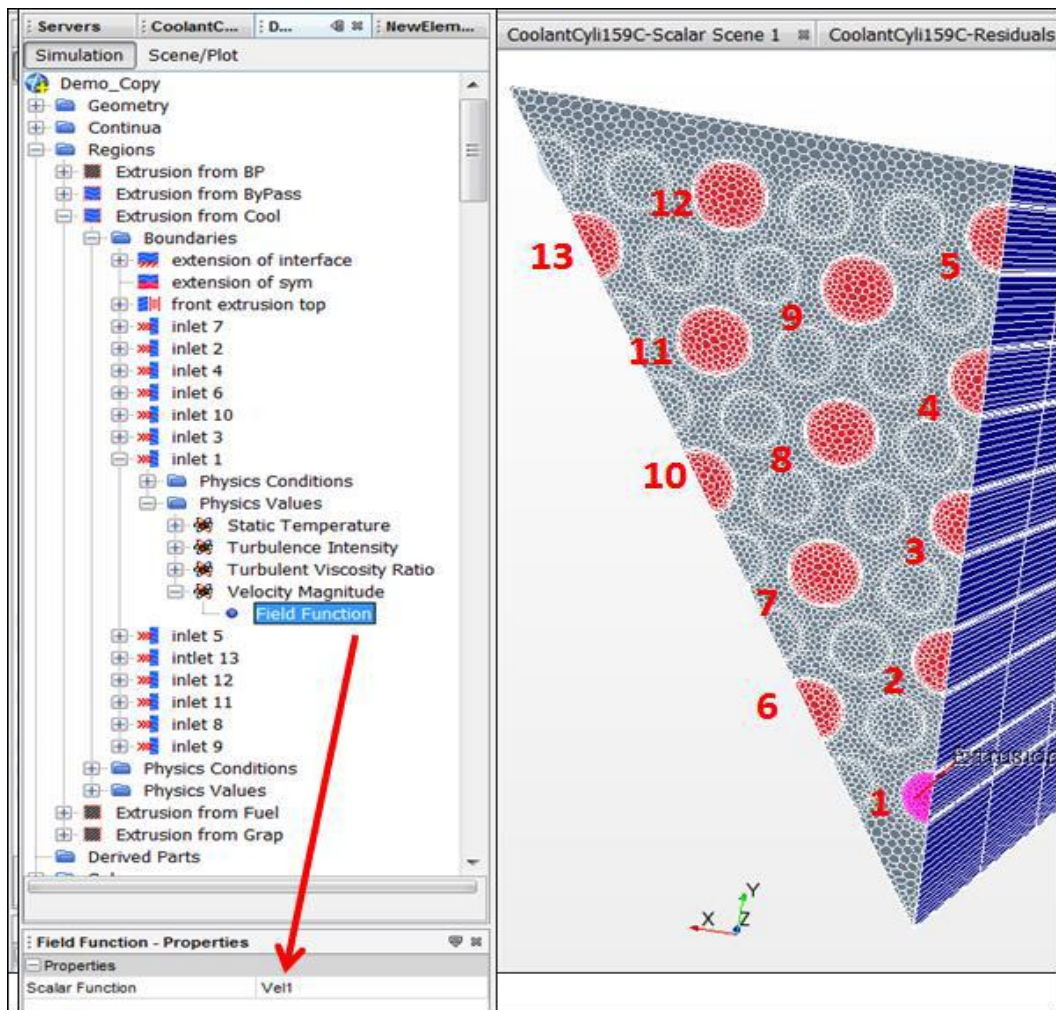 Servers CoolantC... D... NewElem...
Simulation Scene/Plot
Demo_Copy
Geometry
Continua
Regions
Extrusion from BP
Extrusion from ByPass
Extrusion from Cool
Boundaries
extension of interface
extension of sym
front extrusion top
inlet 7
inlet 2
inlet 4
inlet 6
inlet 10
inlet 3
inlet 1
Physics Conditions
Physics Values
Static Temperature
Turbulence Intensity
Turbulent Viscosity Ratio
Velocity Magnitude
Field Function
inlet 5
intlet 13
inlet 12
inlet 11
inlet 8
inlet 9
Physics Conditions
Physics Values
Extrusion from Fuel
Extrusion from Grap
Derived Parts
Field Function - Properties
Properties
Scalar Function Vel1
CoolantCyli159C-Scalar Scene 1 CoolantCyli159C-Residuals
12
13
5
9
11
4
8
10
3
7
2
6
Extrusion
1
Y
X
Z